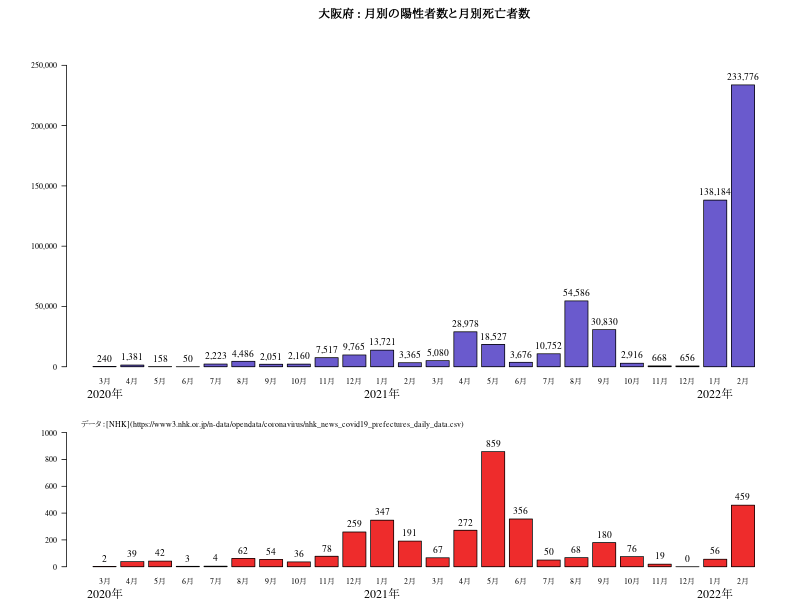 大阪府 : 月別の陽性者数と月別死亡者数
250,000
200,000
150,000
100,000
50,000
0
240 1,381 158 50 2,223 4,486 2,051 2,160 7,517 9,765 13,721 3,365 5,080 28,978 18,527 3,676 10,752 54,586 30,830 2,916 668 656 138,184 233,776
3月 4月 5月 6月 7月 8月 9月 10月 11月 12月 1月 2月 3月 4月 5月 6月 7月 8月 9月 10月 11月 12月 1月 2月
2020年 2021年 2022年
データ:[NHK](https://www3.nhk.or.jp/n-data/opendata/coronavirus/nhk_news_covid19_prefectures_daily_data.csv)
1000
800
600
400
200
0
2 39 42 3 4 62 54 36 78 259 347 191 67 272 859 356 50 68 180 76 19 0 56 459
3月 4月 5月 6月 7月 8月 9月 10月 11月 12月 1月 2月 3月 4月 5月 6月 7月 8月 9月 10月 11月 12月 1月 2月
2020年 2021年 2022年